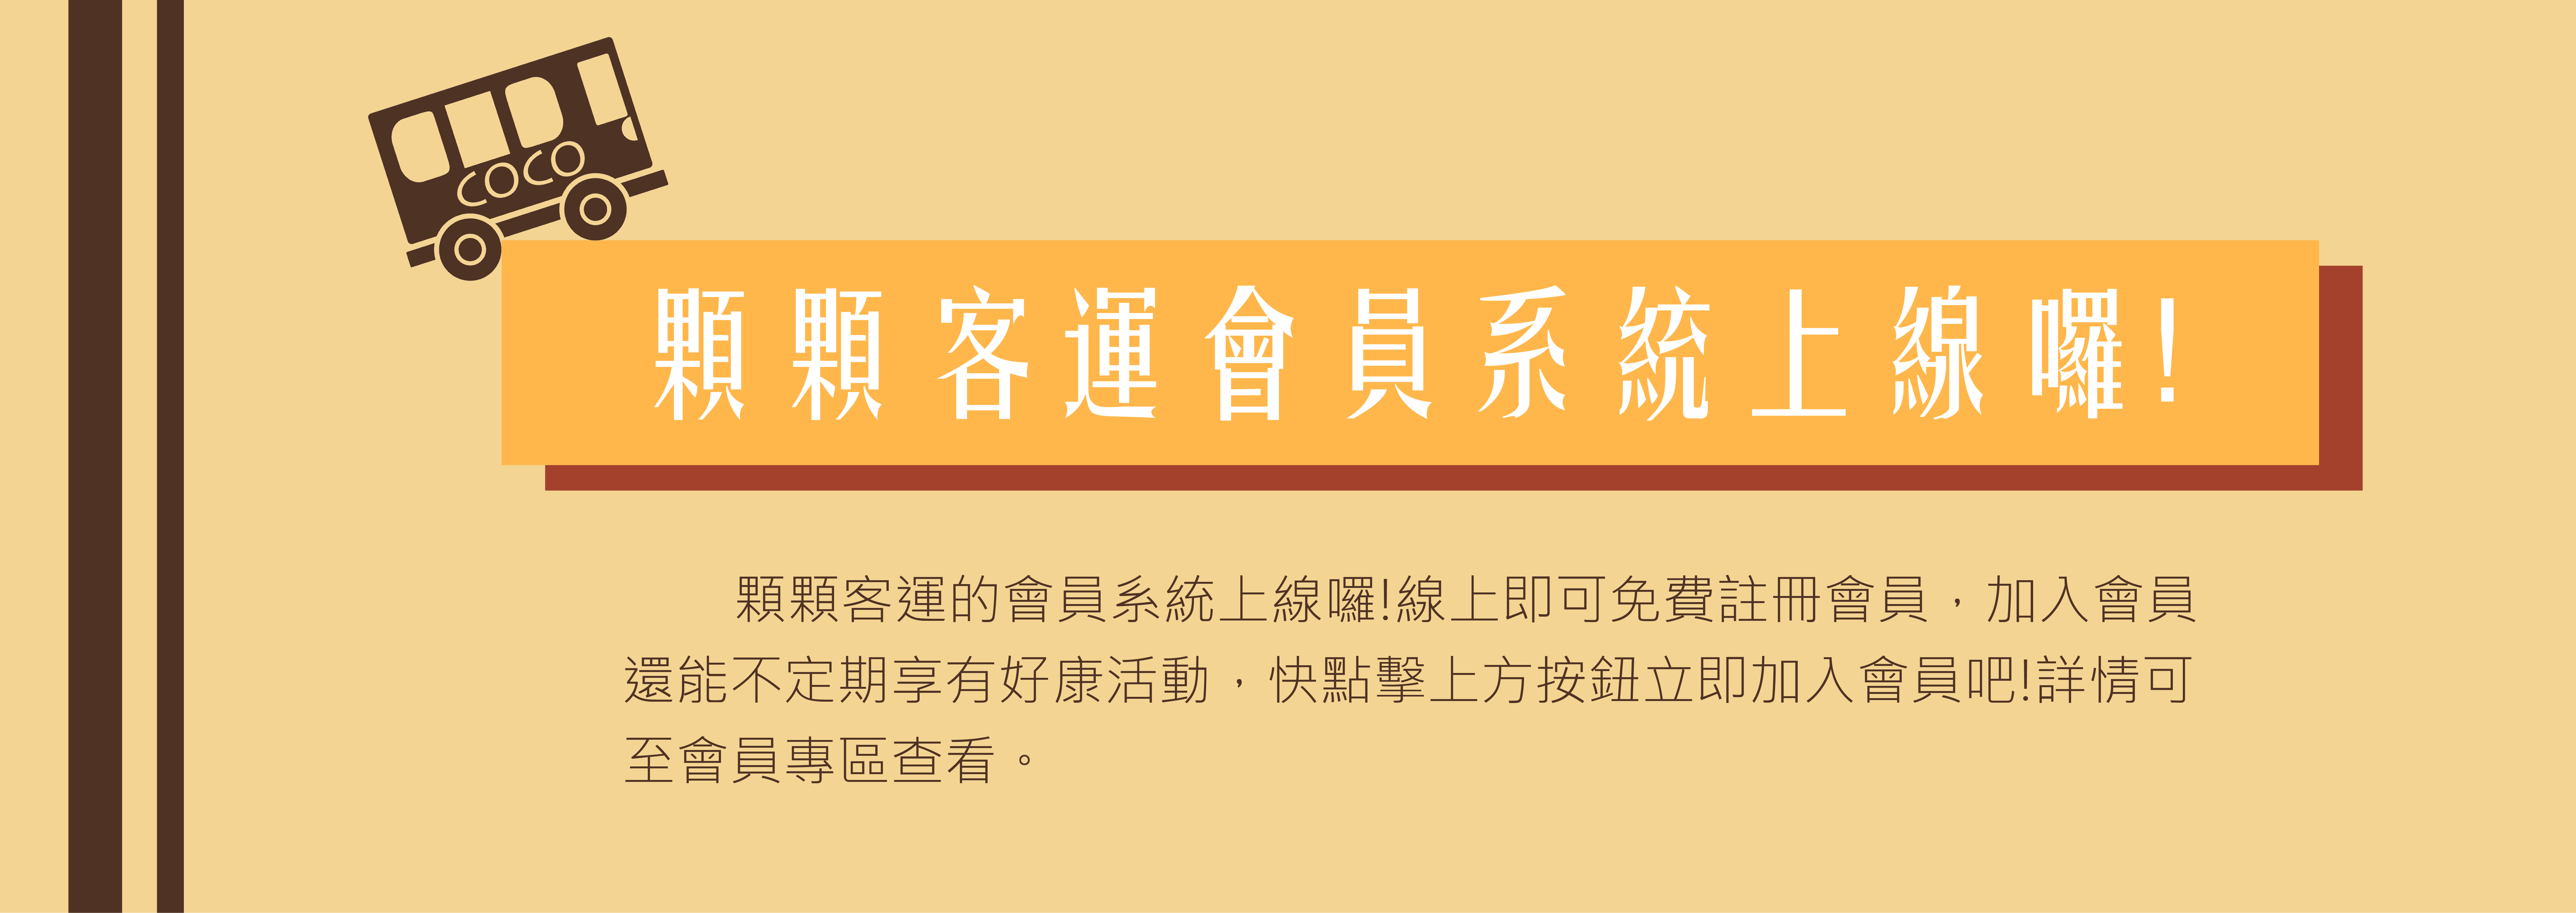 COCO
顆顆客運會員系統上線囉!
顆顆客運的會員系統上線囉!線上即可免費註冊會員，加入會員
還能不定期享有好康活動，快點擊上方按鈕立即加入會員吧!詳情可
至會員專區查看。